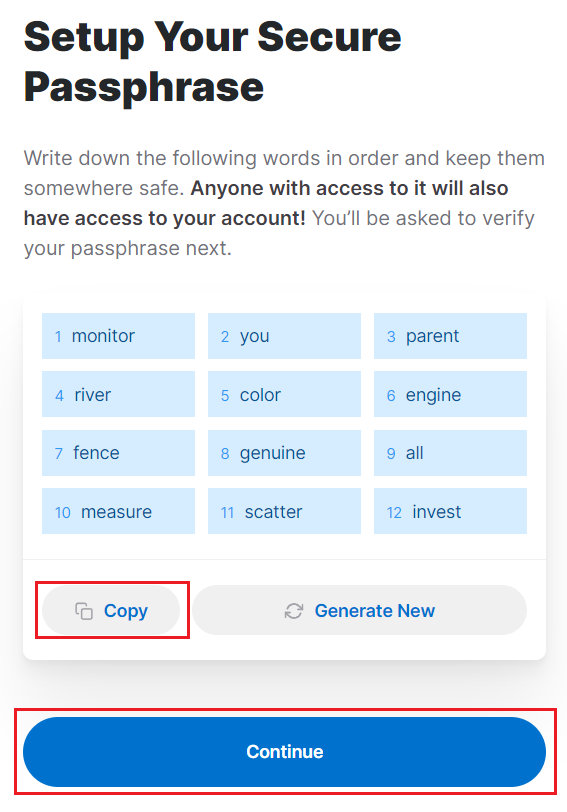 Setup Your Secure
Passphrase
Write down the following words in order and keep them
somewhere safe. Anyone with access to it will also
have access to your account! You’ll be asked to verify
your passphrase next.
1 monitor 2 you 3 parent
4 river 5 color 6 engine
7 fence 8 genuine 9 all
10 measure 11 scatter 12 invest
Copy Generate New
Continue